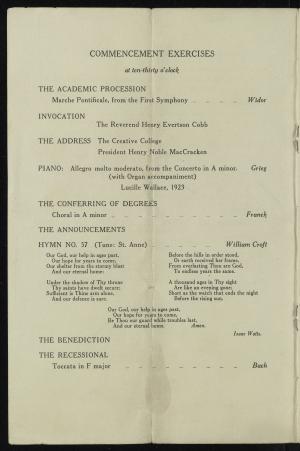 COMMENCEMENT EXERCISES
at ten-thirty o'clock
THE ACADEMIC PROCESSION
Marche Pontificale, from the First Symphony _ _ _ _ Widor
INVOCATION
The Reverend Henry Evertson Cobb
THE ADDRESS The Creative College
President Henry Noble MacCracken
PIANO: Allegro molto moderato, from the Concerto in A minor. Grieg
(with Organ accompaniment)
Lucille Wallace, 1923
THE CONFERRING OF DEGREES
Choral in A minor _ _ _ _ _ _ _ _ _ Franck
THE ANNOUNCEMENTS
HYMN NO. 57 (Tune: St. Anne) _ _ _ _ _ William Croft
Our God, our help in ages past,
Our hope for years to come;
Our shelter from the stormy blast
And our eternal home:
Under the shadow of Thy throne
Thy saints have dwelt secure;
Sufficient is Thine arm alone,
And our defence is sure.
Before the hills in order stood,
Or earth received her frame,
From everlasting Thou art God,
To endless years the same.
A thousand ages in Thy sight
Are like an evening gone;
Short as the watch that ends the night
Before the rising sun.
Our God, our help in ages past,
Our hope for years to come,
Be Thou our guard while troubles last,
And our eternal home. Amen.
Isaac Watts.
THE BENEDICTION
THE RECESSIONAL
Toccata in F major _ _ _ _ _ _ _ _ Bach